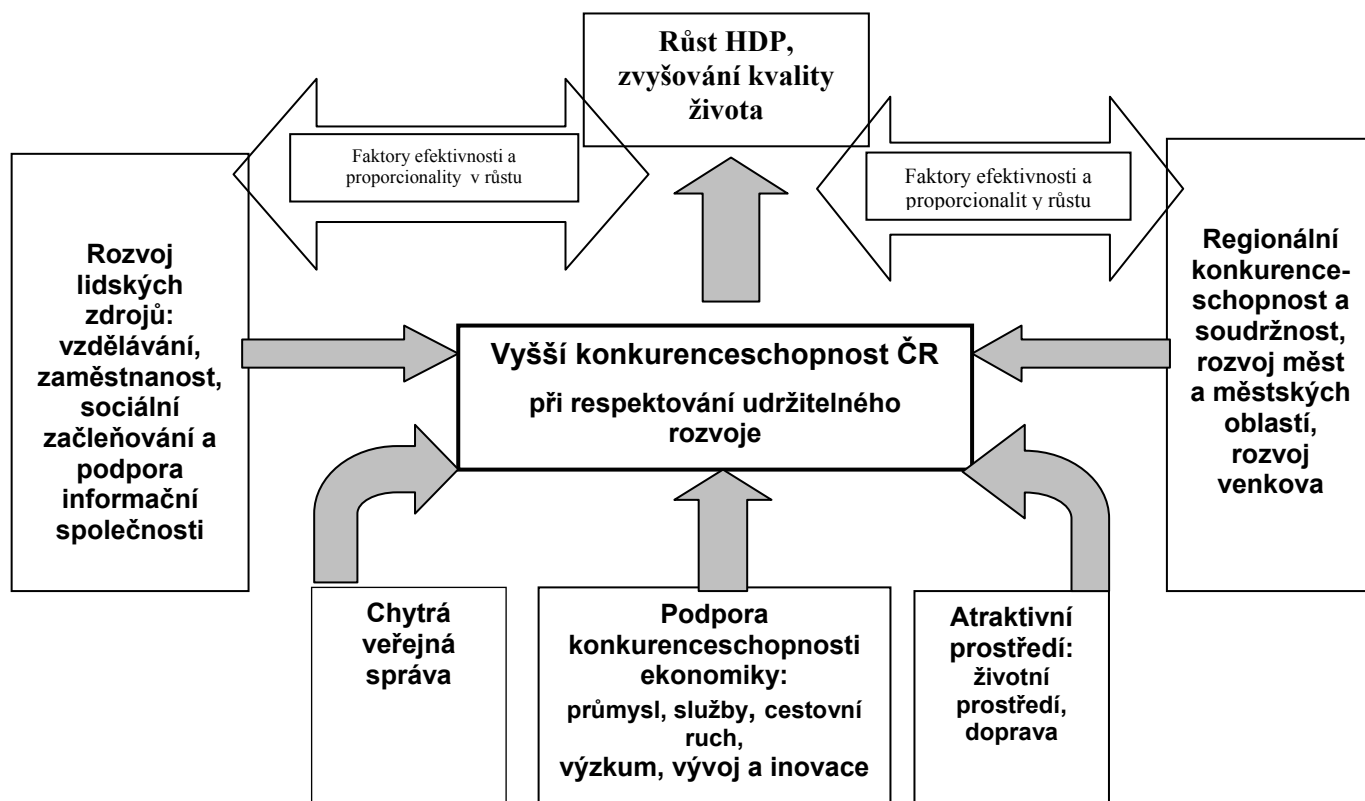 Růst HDP,
zvyšování kvality
života
Faktory efektivnosti a
proporcionality v růstu
Faktory efektivnosti a
proporcionalit y růstu
Rozvoj
lidských
zdrojů:
vzdělávání,
zaměstnanost,
sociální
začleňování a
podpora
informační
společnosti
Vyšší konkurenceschopnost ČR
při respektování udržitelného
rozvoje
Regionální
konkurence-
schopnost a
soudržnost,
rozvoj měst
a městských
oblastí,
rozvoj
venkova
Chytrá
veřejná
správa
Podpora
konkurenceschopnosti
ekonomiky:
průmysl, služby, cestovní
ruch,
výzkum, vývoj a inovace
Atraktivní
prostředí:
životní
prostředí,
doprava